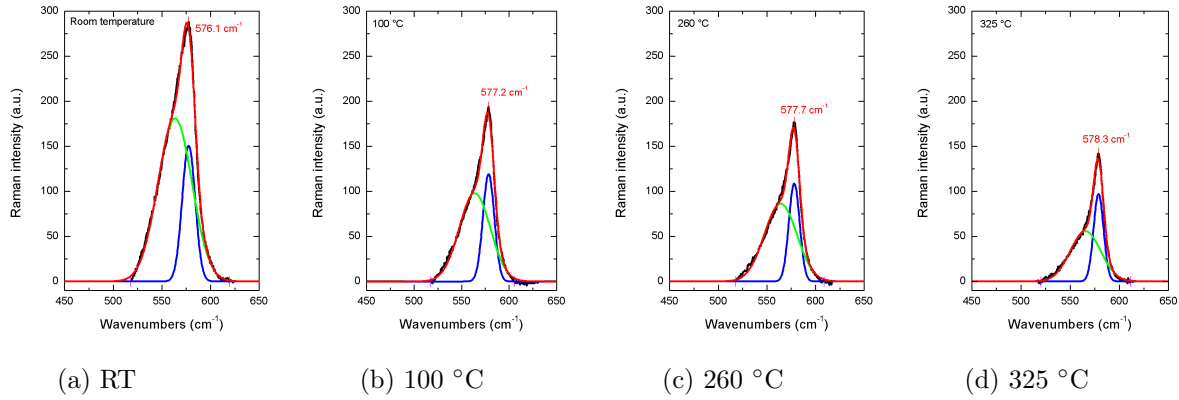 Room temperature
576.1 cm⁻¹
300
250
200
150
100
50
0
450 500 550 600 650
Raman intensity (a.u.)
Wavenumbers (cm⁻¹)
(a) RT
100 °C
577.2 cm⁻¹
300
250
200
150
100
50
0
450 500 550 600 650
Raman intensity (a.u.)
Wavenumbers (cm⁻¹)
(b) 100 °C
260 °C
577.7 cm⁻¹
300
250
200
150
100
50
0
450 500 550 600 650
Raman intensity (a.u.)
Wavenumbers (cm⁻¹)
(c) 260 °C
325 °C
578.3 cm⁻¹
300
250
200
150
100
50
0
450 500 550 600 650
Raman intensity (a.u.)
Wavenumbers (cm⁻¹)
(d) 325 °C